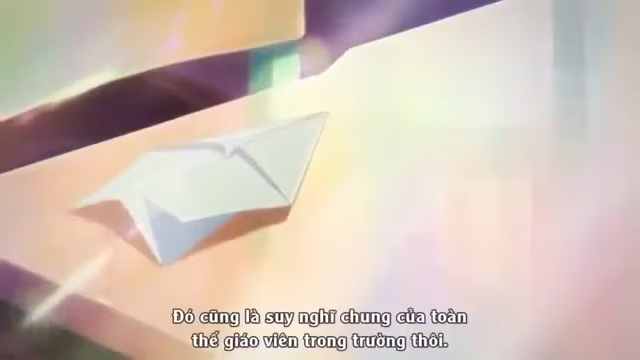 Đó cũng là suy nghĩ chung của toàn
thể giáo viên trong trường thôi.